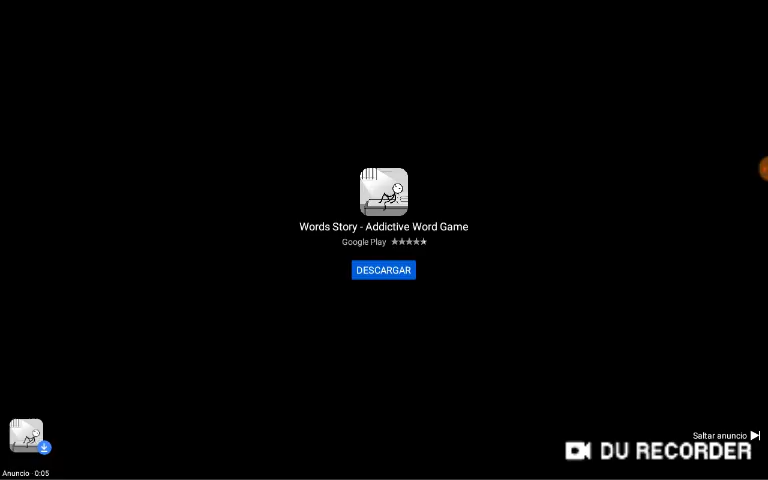 Words Story - Addictive Word Game
Google Play ★★★★★
DESCARGAR
Saltar anuncio
DU RECORDER
Anuncio · 0:05